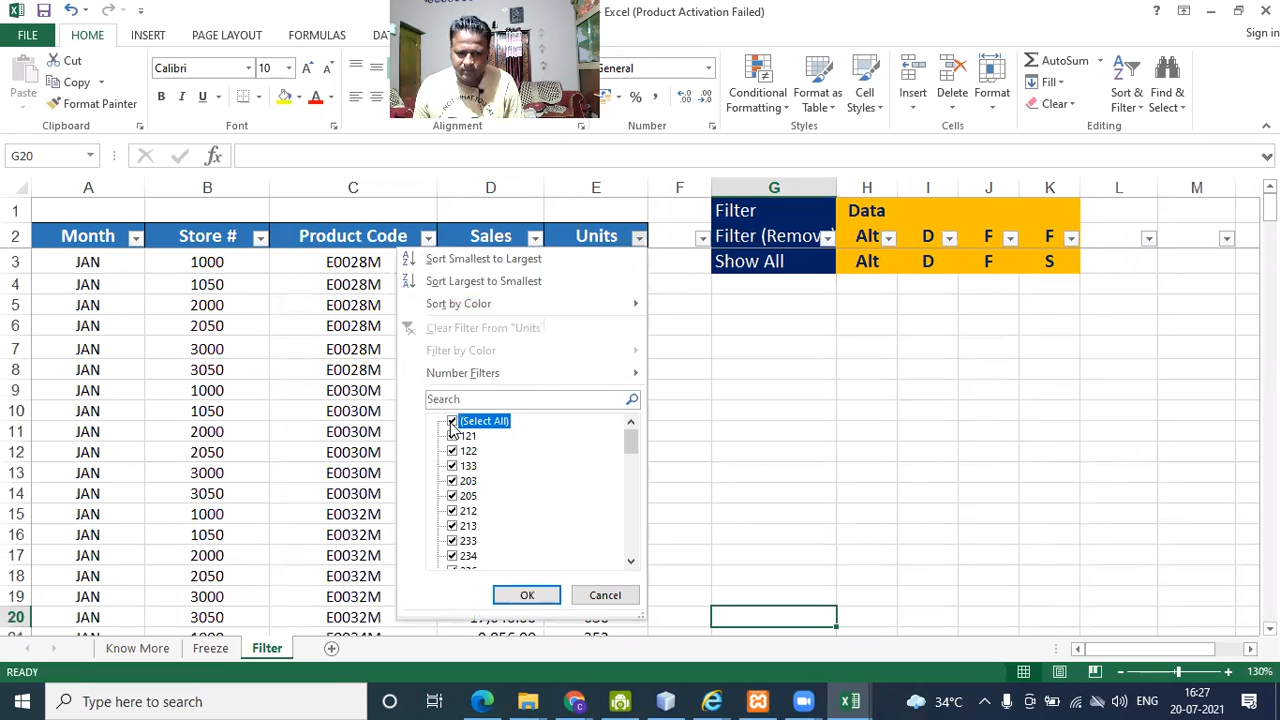 Excel (Product Activation Failed)
FILE HOME INSERT PAGE LAYOUT FORMULAS Sign in
Cut
Copy
Format Painter
Paste
Calibri 10
B I U A
General
% ,
Conditional Formatting
Format as Table
Cell Styles
Insert Delete Format
AutoSum
Fill
Clear
Sort & Filter
Find & Select
Clipboard Font Alignment Number Styles Cells Editing
G20 fx
A B C D E F G H I J K L M
1 Filter Data
2 Month Store # Product Code Sales Units Alt D F F
3 JAN 1000 E0028M Show All Alt D F S
4 JAN 1050 E0028M
5 JAN 2000 E0028M
6 JAN 2050 E0028M
7 JAN 3000 E0028M
8 JAN 3050 E0028M
9 JAN 1000 E0030M
10 JAN 1050 E0030M
11 JAN 2000 E0030M
12 JAN 2050 E0030M
13 JAN 3000 E0030M
14 JAN 3050 E0030M
15 JAN 1000 E0032M
16 JAN 1050 E0032M
17 JAN 2000 E0032M
18 JAN 2050 E0032M
19 JAN 3000 E0032M
20 JAN 3050 E0032M
Sort Smallest to Largest
Sort Largest to Smallest
Sort by Color
Clear Filter From "Units"
Filter by Color
Number Filters
Search
(Select All)
121
122
133
203
205
212
213
233
234
OK Cancel
Know More Freeze Filter
READY 130%
Type here to search
34°C ENG 16:27
20-07-2021